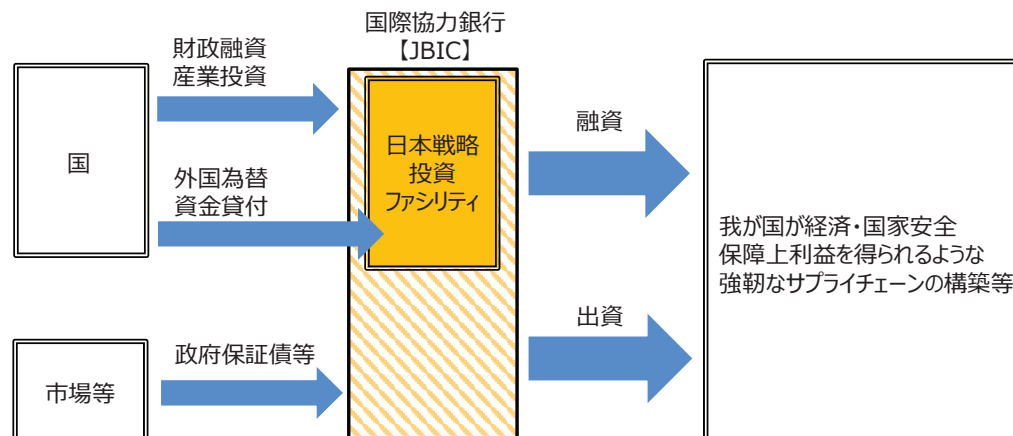 国際協力銀行
【JBIC】
財政融資
産業投資
国
外国為替
資金貸付
日本戦略
投資
ファシリティ
融資
我が国が経済・国家安全
保障上利益を得られるような
強靭なサプライチェーンの構築等
出資
政府保証債等
市場等